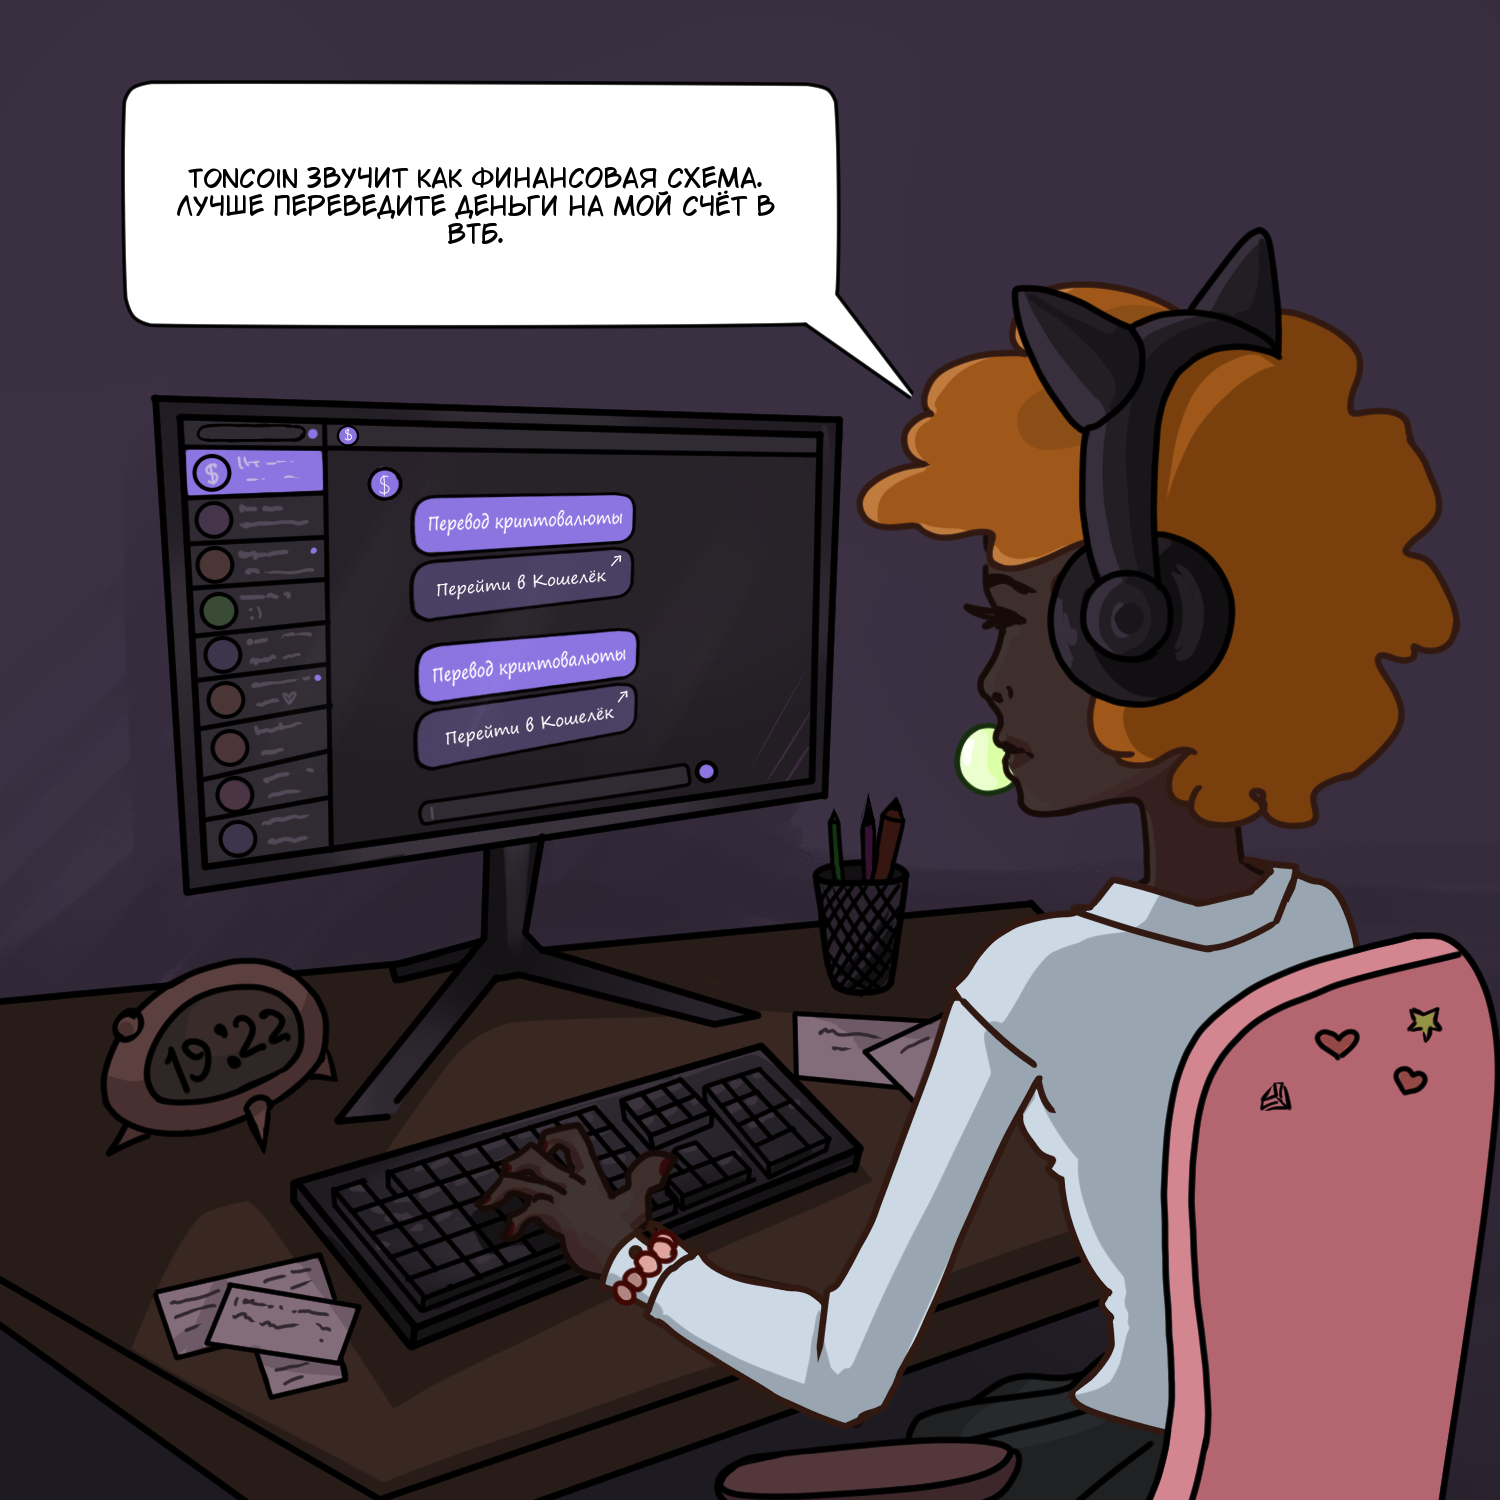 TONCOIN ЗВУЧИТ КАК ФИНАНСОВАЯ СХЕМА.
ЛУЧШЕ ПЕРЕВЕДИТЕ ДЕНЬГИ НА МОЙ СЧЁТ В
ВТБ.
$
$
$
Перевод криптовалюты
Перейти в Кошелёк
:)
Перевод криптовалюты
Перейти в Кошелёк
19:22